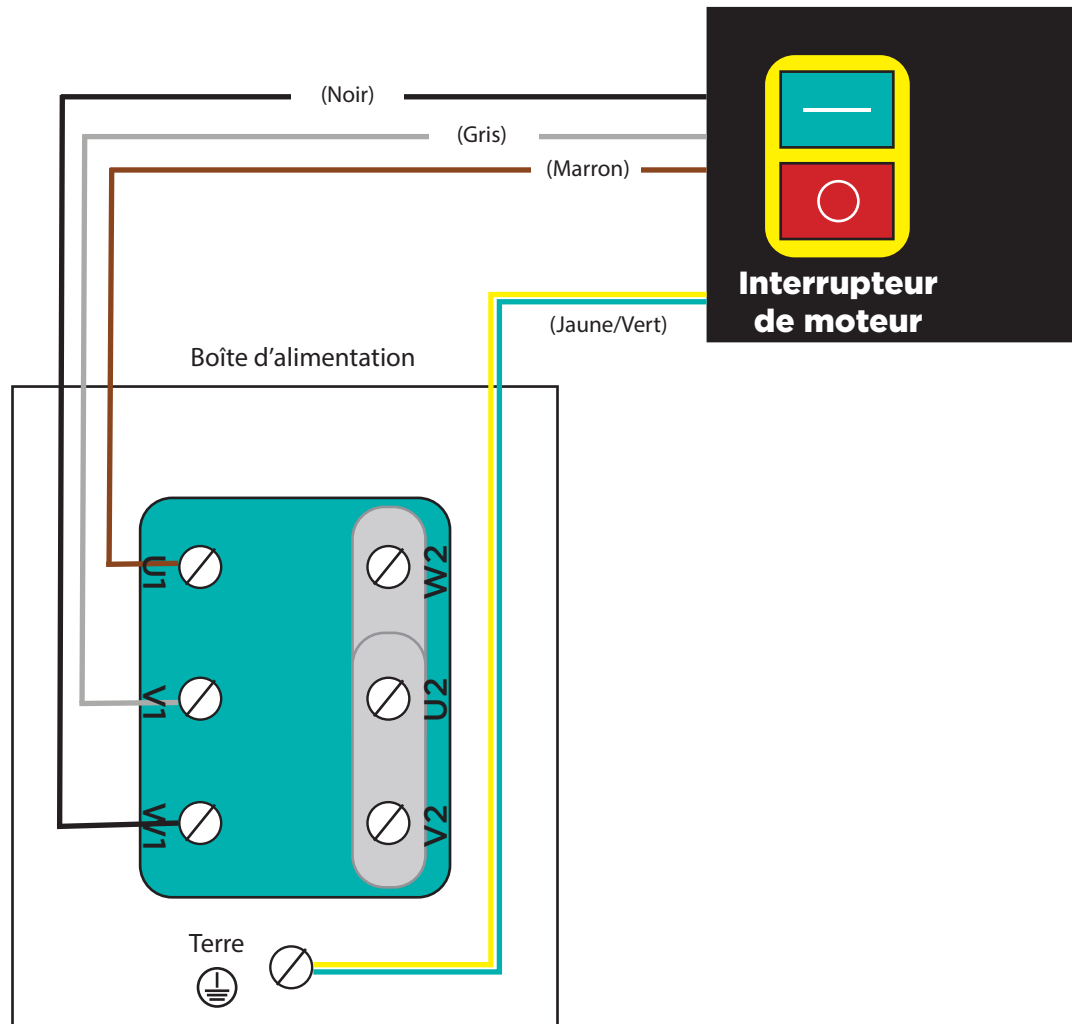 (Noir)
(Gris)
(Marron)
Interrupteur
de moteur
(Jaune/Vert)
Boîte d'alimentation
U1
W2
V1
U2
W1
V2
Terre